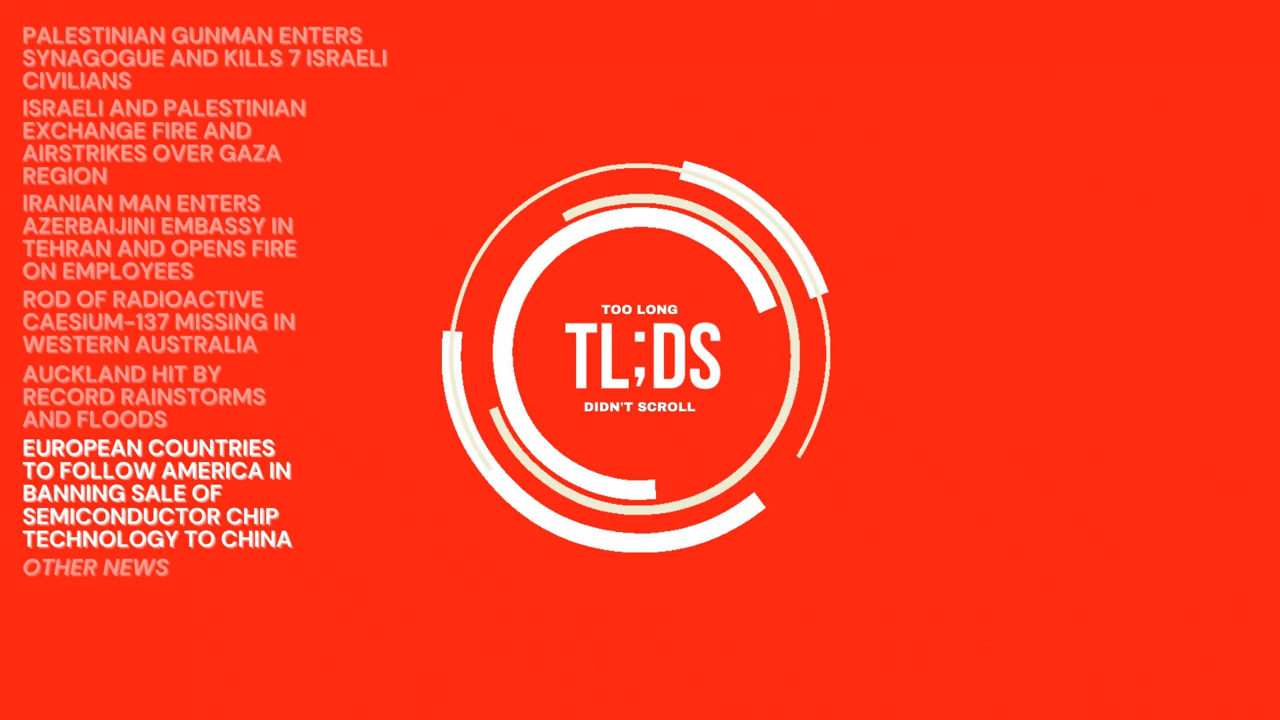 PALESTINIAN GUNMAN ENTERS
SYNAGOGUE AND KILLS 7 ISRAELI
CIVILIANS
ISRAELI AND PALESTINIAN
EXCHANGE FIRE AND
AIRSTRIKES OVER GAZA
REGION
IRANIAN MAN ENTERS
AZERBAIJINI EMBASSY IN
TEHRAN AND OPENS FIRE
ON EMPLOYEES
ROD OF RADIOACTIVE
CAESIUM-137 MISSING IN
WESTERN AUSTRALIA
AUCKLAND HIT BY
RECORD RAINSTORMS
AND FLOODS
EUROPEAN COUNTRIES
TO FOLLOW AMERICA IN
BANNING SALE OF
SEMICONDUCTOR CHIP
TECHNOLOGY TO CHINA
OTHER NEWS
TOO LONG
TL;DS
DIDN'T SCROLL